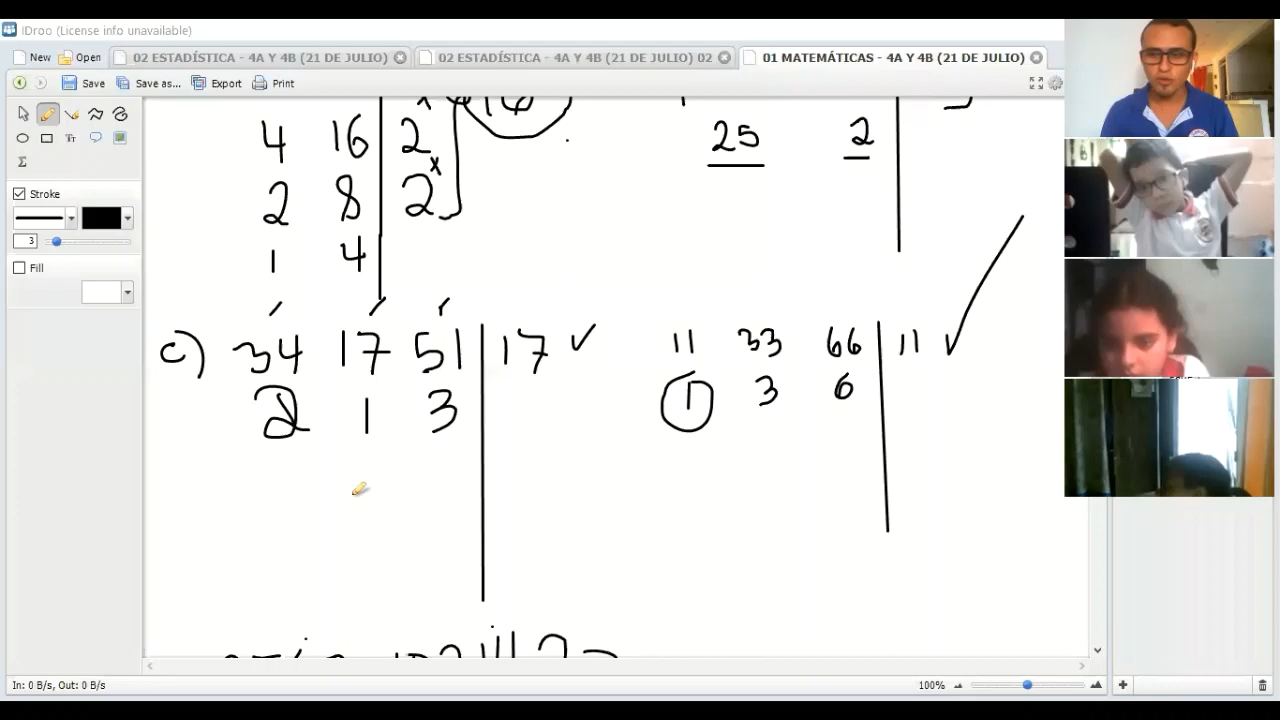 iDroo (License info unavailable)
New Open 02 ESTADÍSTICA - 4A Y 4B (21 DE JULIO) 02 ESTADÍSTICA - 4A Y 4B (21 DE JULIO) 02 01 MATEMÁTICAS - 4A Y 4B (21 DE JULIO)
Save Save as... Export Print
Tr
Σ
Stroke
3
Fill
4 16 2
x
2 8 2
1 4
25 2
c) 34 17 51 17 ✓
2 1 3
11 33 66 11 ✓
1 3 6
In: 0 B/s, Out: 0 B/s
100%